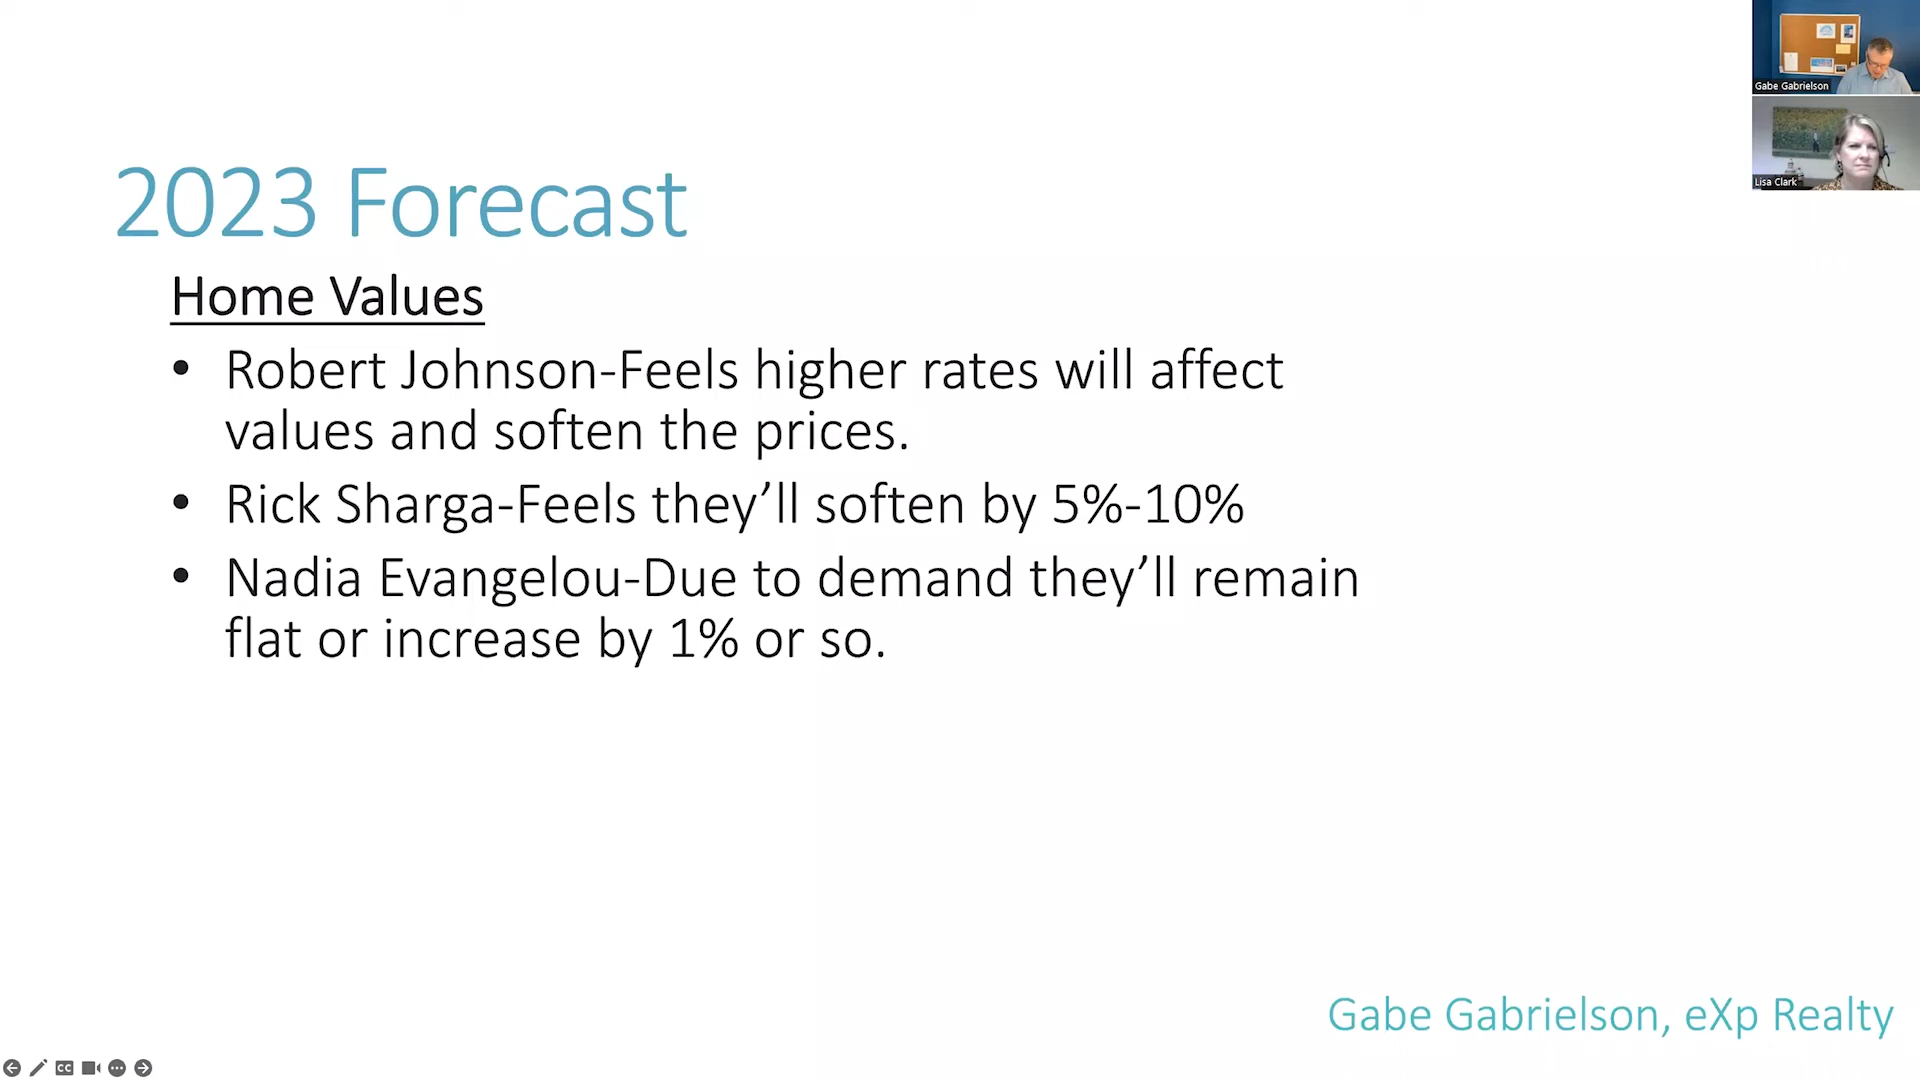 Gabe Gabrielson
Lisa Clark
2023 Forecast
Home Values
• Robert Johnson-Feels higher rates will affect
values and soften the prices.
• Rick Sharga-Feels they’ll soften by 5%-10%
• Nadia Evangelou-Due to demand they’ll remain
flat or increase by 1% or so.
Gabe Gabrielson, eXp Realty
CC